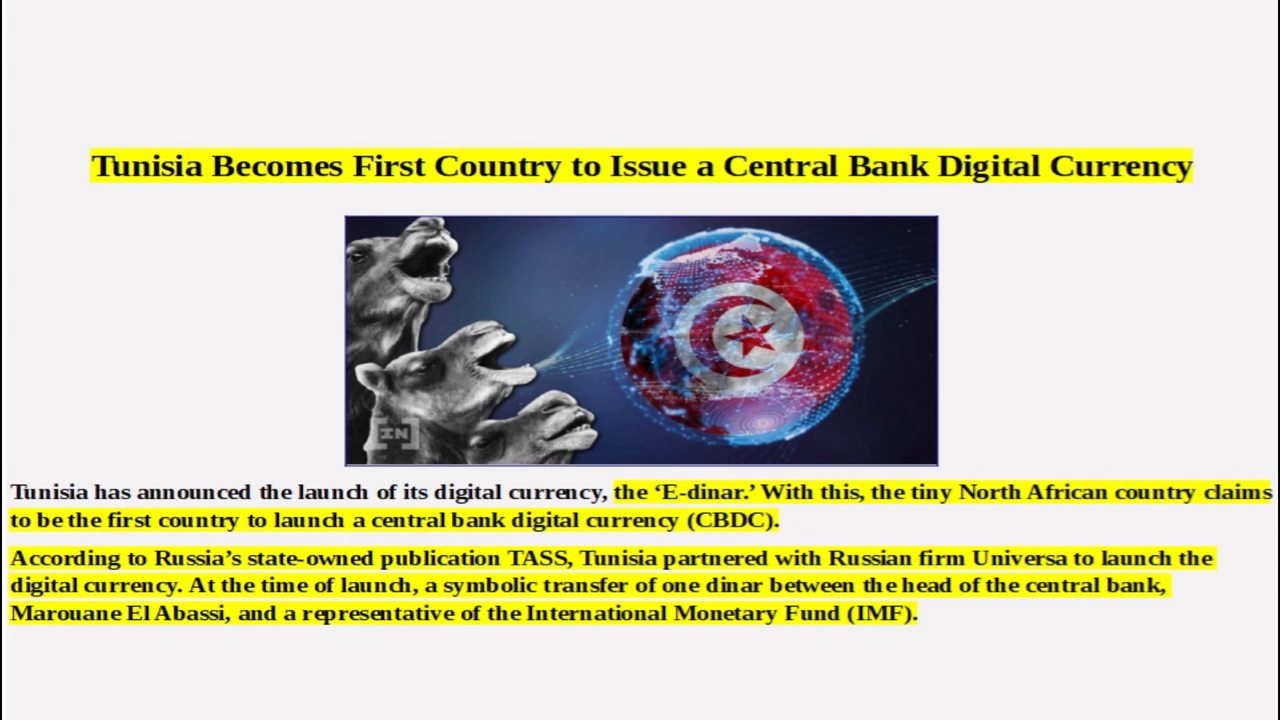 Tunisia Becomes First Country to Issue a Central Bank Digital Currency
IN
Tunisia has announced the launch of its digital currency, the ‘E-dinar.’ With this, the tiny North African country claims
to be the first country to launch a central bank digital currency (CBDC).
According to Russia’s state-owned publication TASS, Tunisia partnered with Russian firm Universa to launch the
digital currency. At the time of launch, a symbolic transfer of one dinar between the head of the central bank,
Marouane El Abassi, and a representative of the International Monetary Fund (IMF).